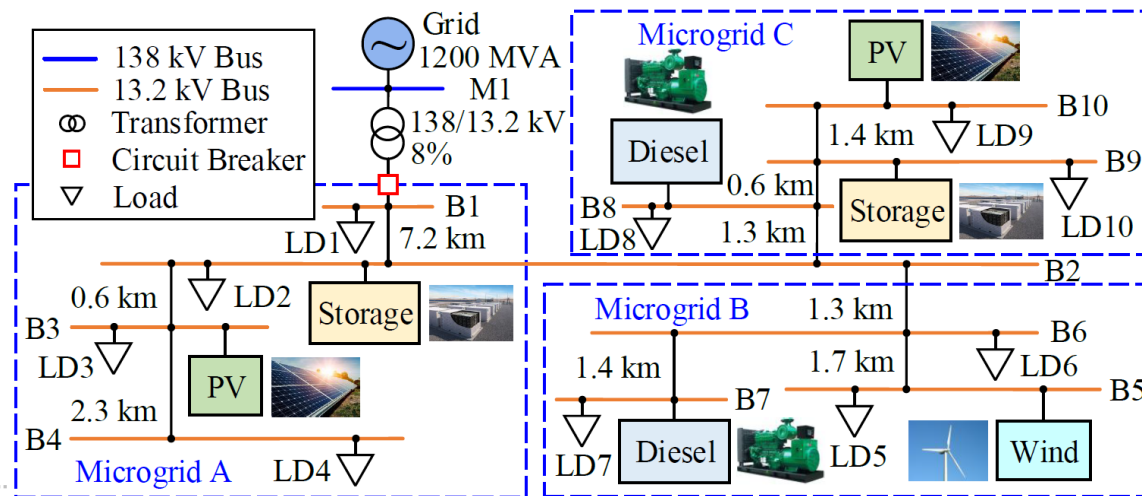 138 kV Bus
13.2 kV Bus
Transformer
Circuit Breaker
Load
Grid
1200 MVA
M1
138/13.2 kV
8%
B1
LD1
7.2 km
B2
LD2
Storage
0.6 km
B3
LD3
PV
2.3 km
B4
LD4
Microgrid A
Microgrid C
PV
B10
1.4 km
LD9
Diesel
B9
0.6 km
Storage
LD10
B8
LD8
1.3 km
Microgrid B
1.3 km
B6
1.7 km
LD6
1.4 km
B5
B7
LD7
Diesel
LD5
Wind